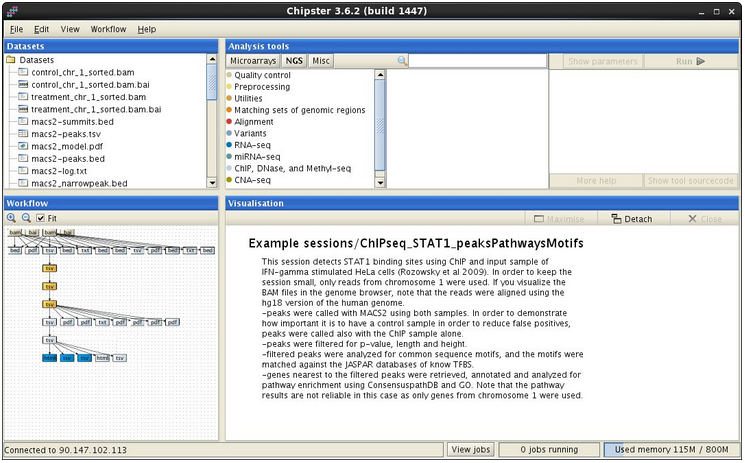 Chipster 3.6.2 (build 1447)
File Edit View Workflow Help
Datasets
Datasets
control_chr_1_sorted.bam
control_chr_1_sorted.bam.bai
treatment_chr_1_sorted.bam
treatment_chr_1_sorted.bam.bai
macs2-summits.bed
macs2-peaks.tsv
macs2_model.pdf
macs2-peaks.bed
macs2-log.txt
macs2_narrowpeak.bed
Analysis tools
Microarrays NGS Misc
Quality control
Preprocessing
Utilities
Matching sets of genomic regions
Alignment
Variants
RNA-seq
miRNA-seq
ChIP, DNase, and Methyl-seq
CNA-seq
Show parameters Run
More help Show tool sourcecode
Workflow
Fit
bam bai bam bai
bed pdf tsv bed txt bed bed tsv pdf bed txt bed
tsv
tsv
tsv
tsv pdf pdf txt pdf pdf pdf pdf
tsv
html tsv tsv html tsv
Visualisation
Maximise Detach Close
Example sessions/ChIPseq_STAT1_peaksPathwaysMotifs
This session detects STAT1 binding sites using ChIP and input sample of
IFN-gamma stimulated HeLa cells (Rozowsky et al 2009). In order to keep the
session small, only reads from chromosome 1 were used. If you visualize the
BAM files in the genome browser, note that the reads were aligned using the
hg18 version of the human genome.
-peaks were called with MACS2 using both samples. In order to demonstrate
how important it is to have a control sample in order to reduce false positives,
peaks were called also with the ChIP sample alone.
-peaks were filtered for p-value, length and height.
-filtered peaks were analyzed for common sequence motifs, and the motifs were
matched against the JASPAR databases of know TFBS.
-genes nearest to the filtered peaks were retrieved, annotated and analyzed for
pathway enrichment using ConsensuspathDB and GO. Note that the pathway
results are not reliable in this case as only genes from chromosome 1 were used.
Connected to 90.147.102.113
View jobs
0 jobs running
Used memory 115M / 800M